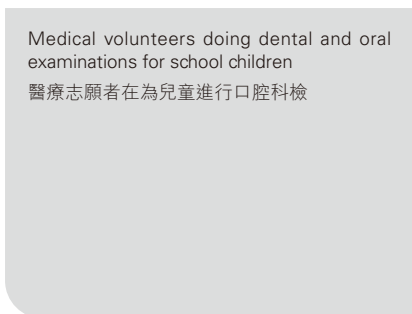 Medical volunteers doing dental and oral
examinations for school children
醫療志願者在為兒童進行口腔科檢